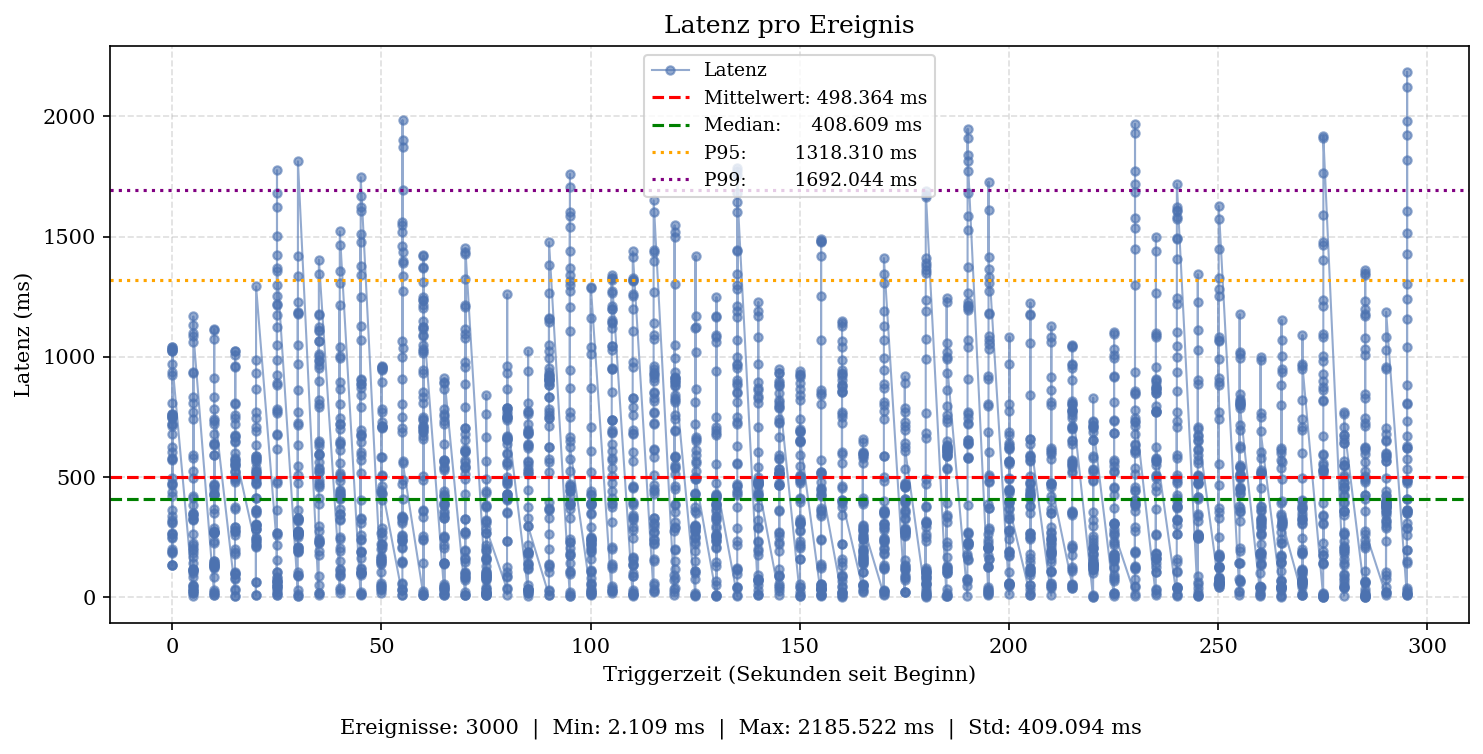 Latenz pro Ereignis
Latenz
Mittelwert: 498.364 ms
Median: 408.609 ms
P95: 1318.310 ms
P99: 1692.044 ms
Latenz (ms)
2000
1500
1000
500
0
0 50 100 150 200 250 300
Triggerzeit (Sekunden seit Beginn)
Ereignisse: 3000 | Min: 2.109 ms | Max: 2185.522 ms | Std: 409.094 ms